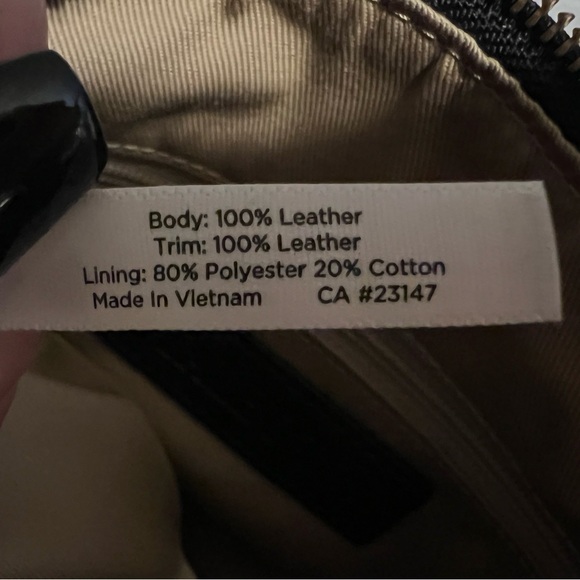 Body: 100% Leather
Trim: 100% Leather
Lining: 80% Polyester 20% Cotton
Made In Vietnam CA #23147